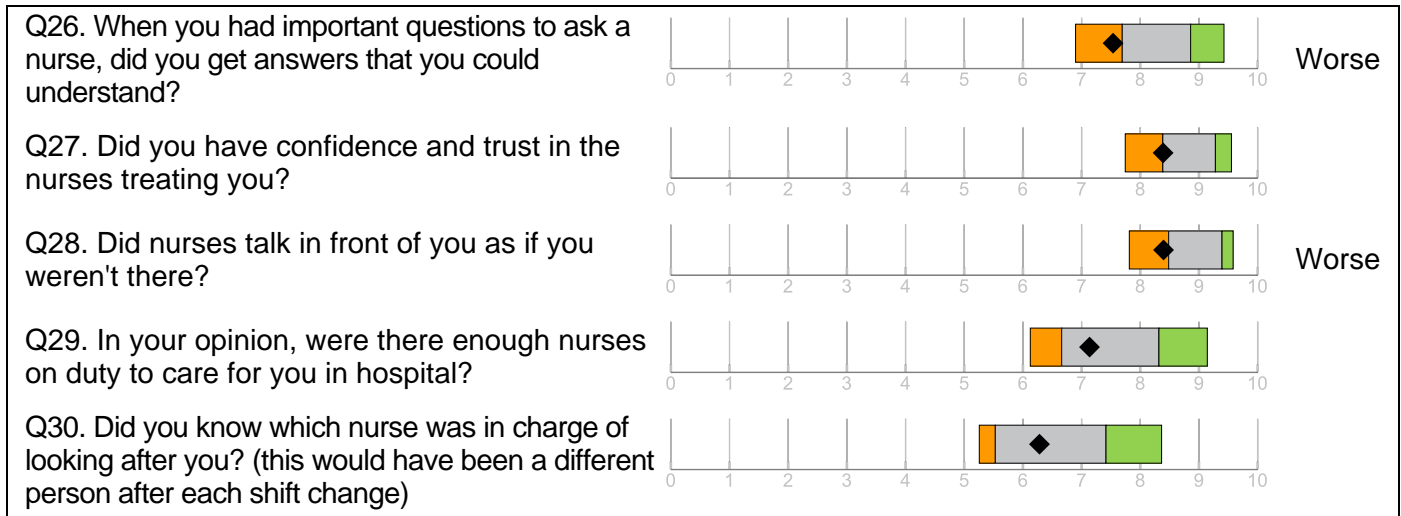 Q26. When you had important questions to ask a
nurse, did you get answers that you could
understand?
0 1 2 3 4 5 6 7 8 9 10
Worse
Q27. Did you have confidence and trust in the
nurses treating you?
0 1 2 3 4 5 6 7 8 9 10
Q28. Did nurses talk in front of you as if you
weren't there?
0 1 2 3 4 5 6 7 8 9 10
Worse
Q29. In your opinion, were there enough nurses
on duty to care for you in hospital?
0 1 2 3 4 5 6 7 8 9 10
Q30. Did you know which nurse was in charge of
looking after you? (this would have been a different
person after each shift change)
0 1 2 3 4 5 6 7 8 9 10